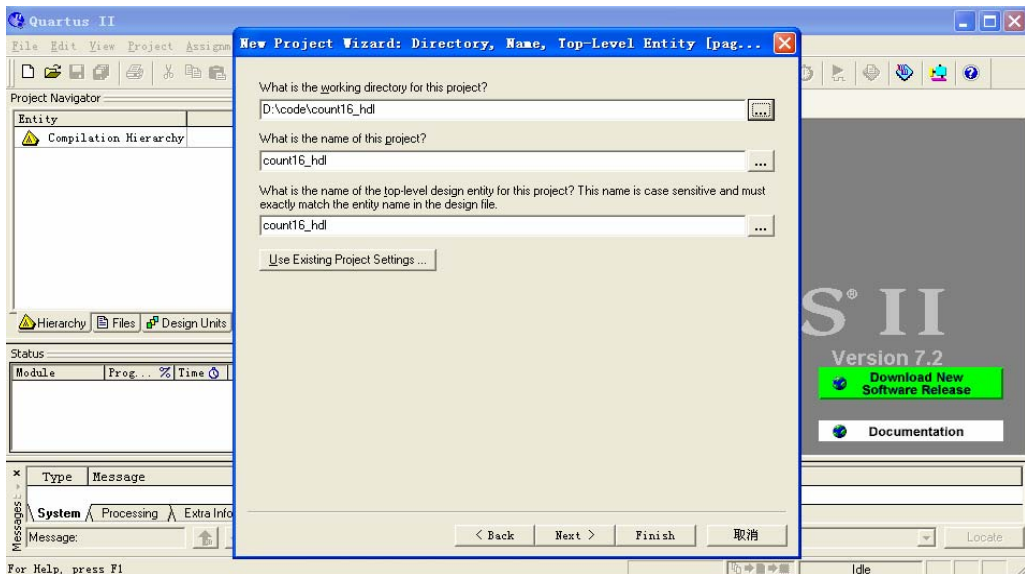 Quartus II
File Edit View Project Assignm
New Project Wizard: Directory, Name, Top-Level Entity [pag...
Project Navigator
Entity
Compilation Hierarchy
Hierarchy Files Design Units
Status
Module Prog... % Time
Type Message
System Processing Extra Info
Messages
Message:
For Help, press F1
What is the working directory for this project?
D:\code\count16_hdl
...
What is the name of this project?
count16_hdl
...
What is the name of the top-level design entity for this project? This name is case sensitive and must
exactly match the entity name in the design file.
count16_hdl
...
Use Existing Project Settings ...
< Back Next > Finish 取消
S® II
Version 7.2
Download New
Software Release
Documentation
Locate
Idle